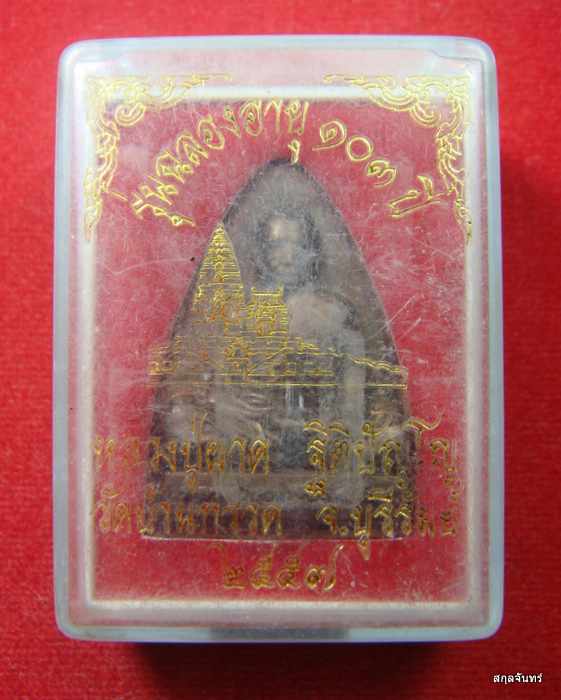 รุ่นฉลองอายุ ๑๐๓ ปี
หลวงปู่ผาด ฐิติปัญโญ
วัดบ้านกรวด จ.บุรีรัมย์
๒๕๕๗
สกุลจันทร์